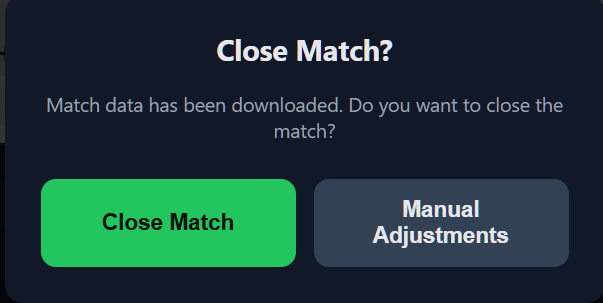 Close Match?
Match data has been downloaded. Do you want to close the
match?
Close Match
Manual
Adjustments